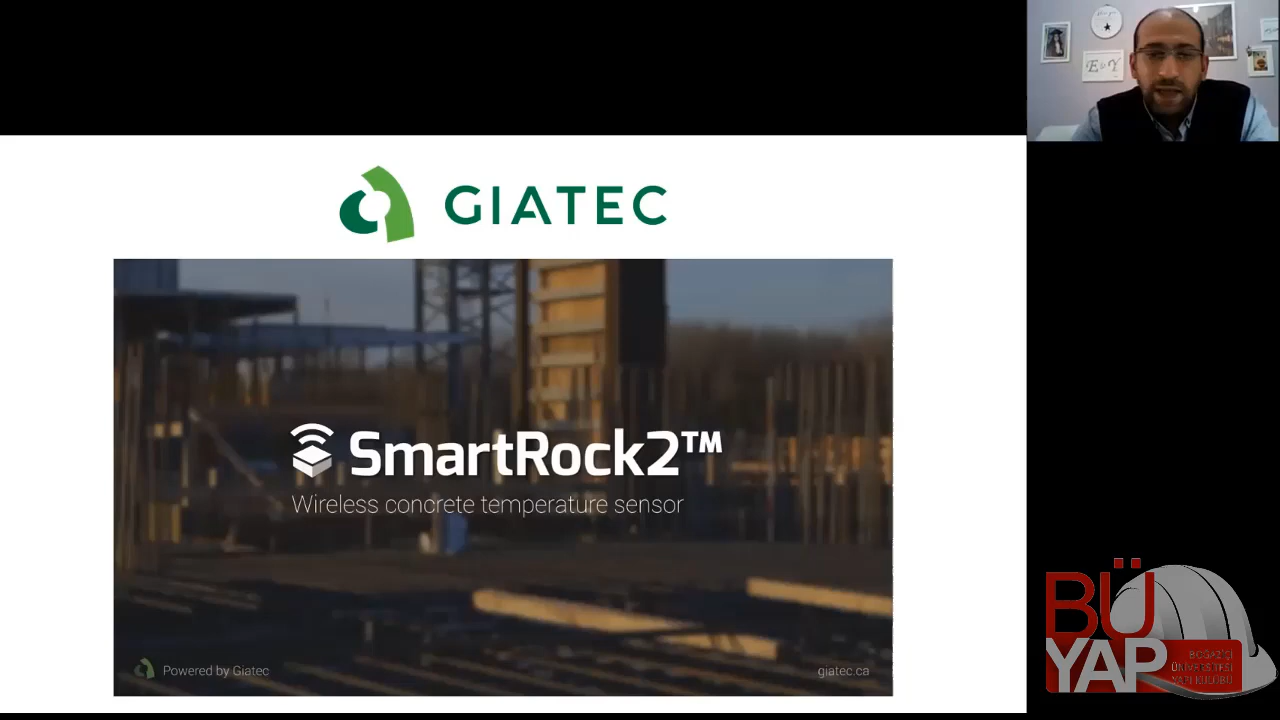 GIATEC
SmartRock2™
Wireless concrete temperature sensor
Powered by Giatec
giatec.ca
BÜ
YAP
BOĞAZİÇİ
ÜNİVERSİTESİ
YAPI KULÜBÜ